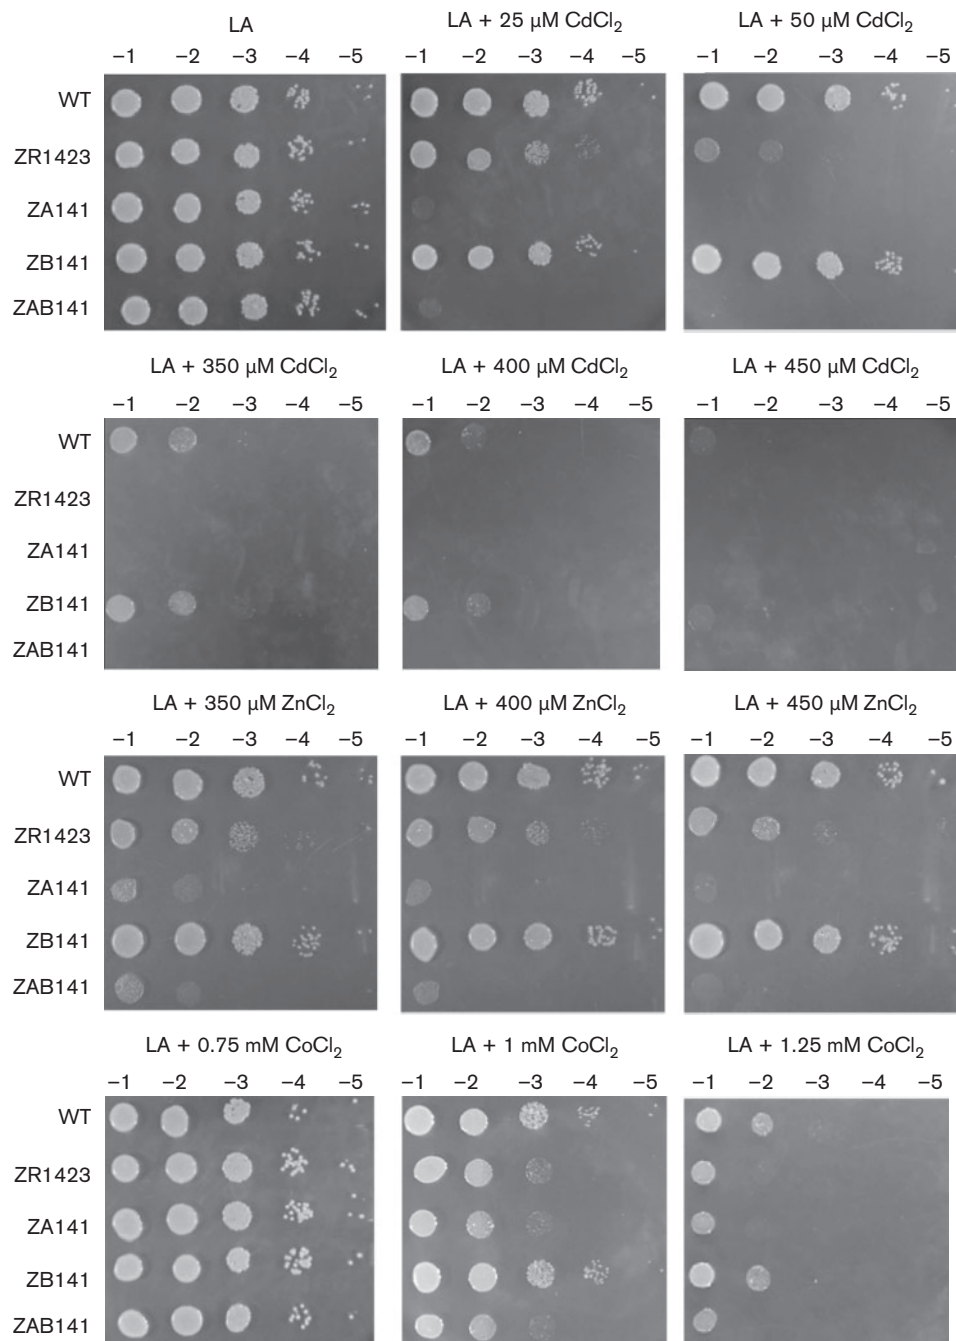 LA LA + 25 µM CdCl₂ LA + 50 µM CdCl₂
−1 −2 −3 −4 −5 −1 −2 −3 −4 −5 −1 −2 −3 −4 −5
WT
ZR1423
ZA141
ZB141
ZAB141
LA + 350 µM CdCl₂ LA + 400 µM CdCl₂ LA + 450 µM CdCl₂
−1 −2 −3 −4 −5 −1 −2 −3 −4 −5 −1 −2 −3 −4 −5
WT
ZR1423
ZA141
ZB141
ZAB141
LA + 350 µM ZnCl₂ LA + 400 µM ZnCl₂ LA + 450 µM ZnCl₂
−1 −2 −3 −4 −5 −1 −2 −3 −4 −5 −1 −2 −3 −4 −5
WT
ZR1423
ZA141
ZB141
ZAB141
LA + 0.75 mM CoCl₂ LA + 1 mM CoCl₂ LA + 1.25 mM CoCl₂
−1 −2 −3 −4 −5 −1 −2 −3 −4 −5 −1 −2 −3 −4 −5
WT
ZR1423
ZA141
ZB141
ZAB141